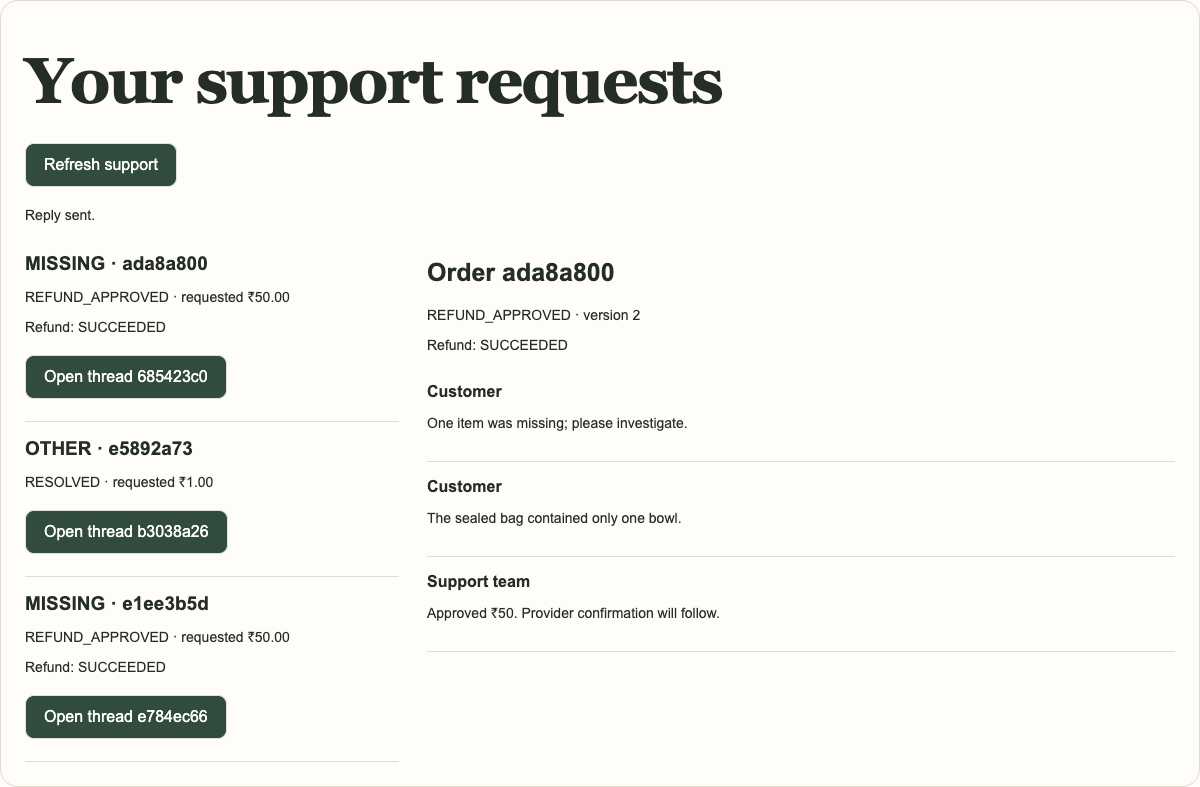 Your support requests
Refresh support
Reply sent.
MISSING · ada8a800
REFUND_APPROVED · requested ₹50.00
Refund: SUCCEEDED
Open thread 685423c0
OTHER · e5892a73
RESOLVED · requested ₹1.00
Open thread b3038a26
MISSING · e1ee3b5d
REFUND_APPROVED · requested ₹50.00
Refund: SUCCEEDED
Open thread e784ec66
Order ada8a800
REFUND_APPROVED · version 2
Refund: SUCCEEDED
Customer
One item was missing; please investigate.
Customer
The sealed bag contained only one bowl.
Support team
Approved ₹50. Provider confirmation will follow.